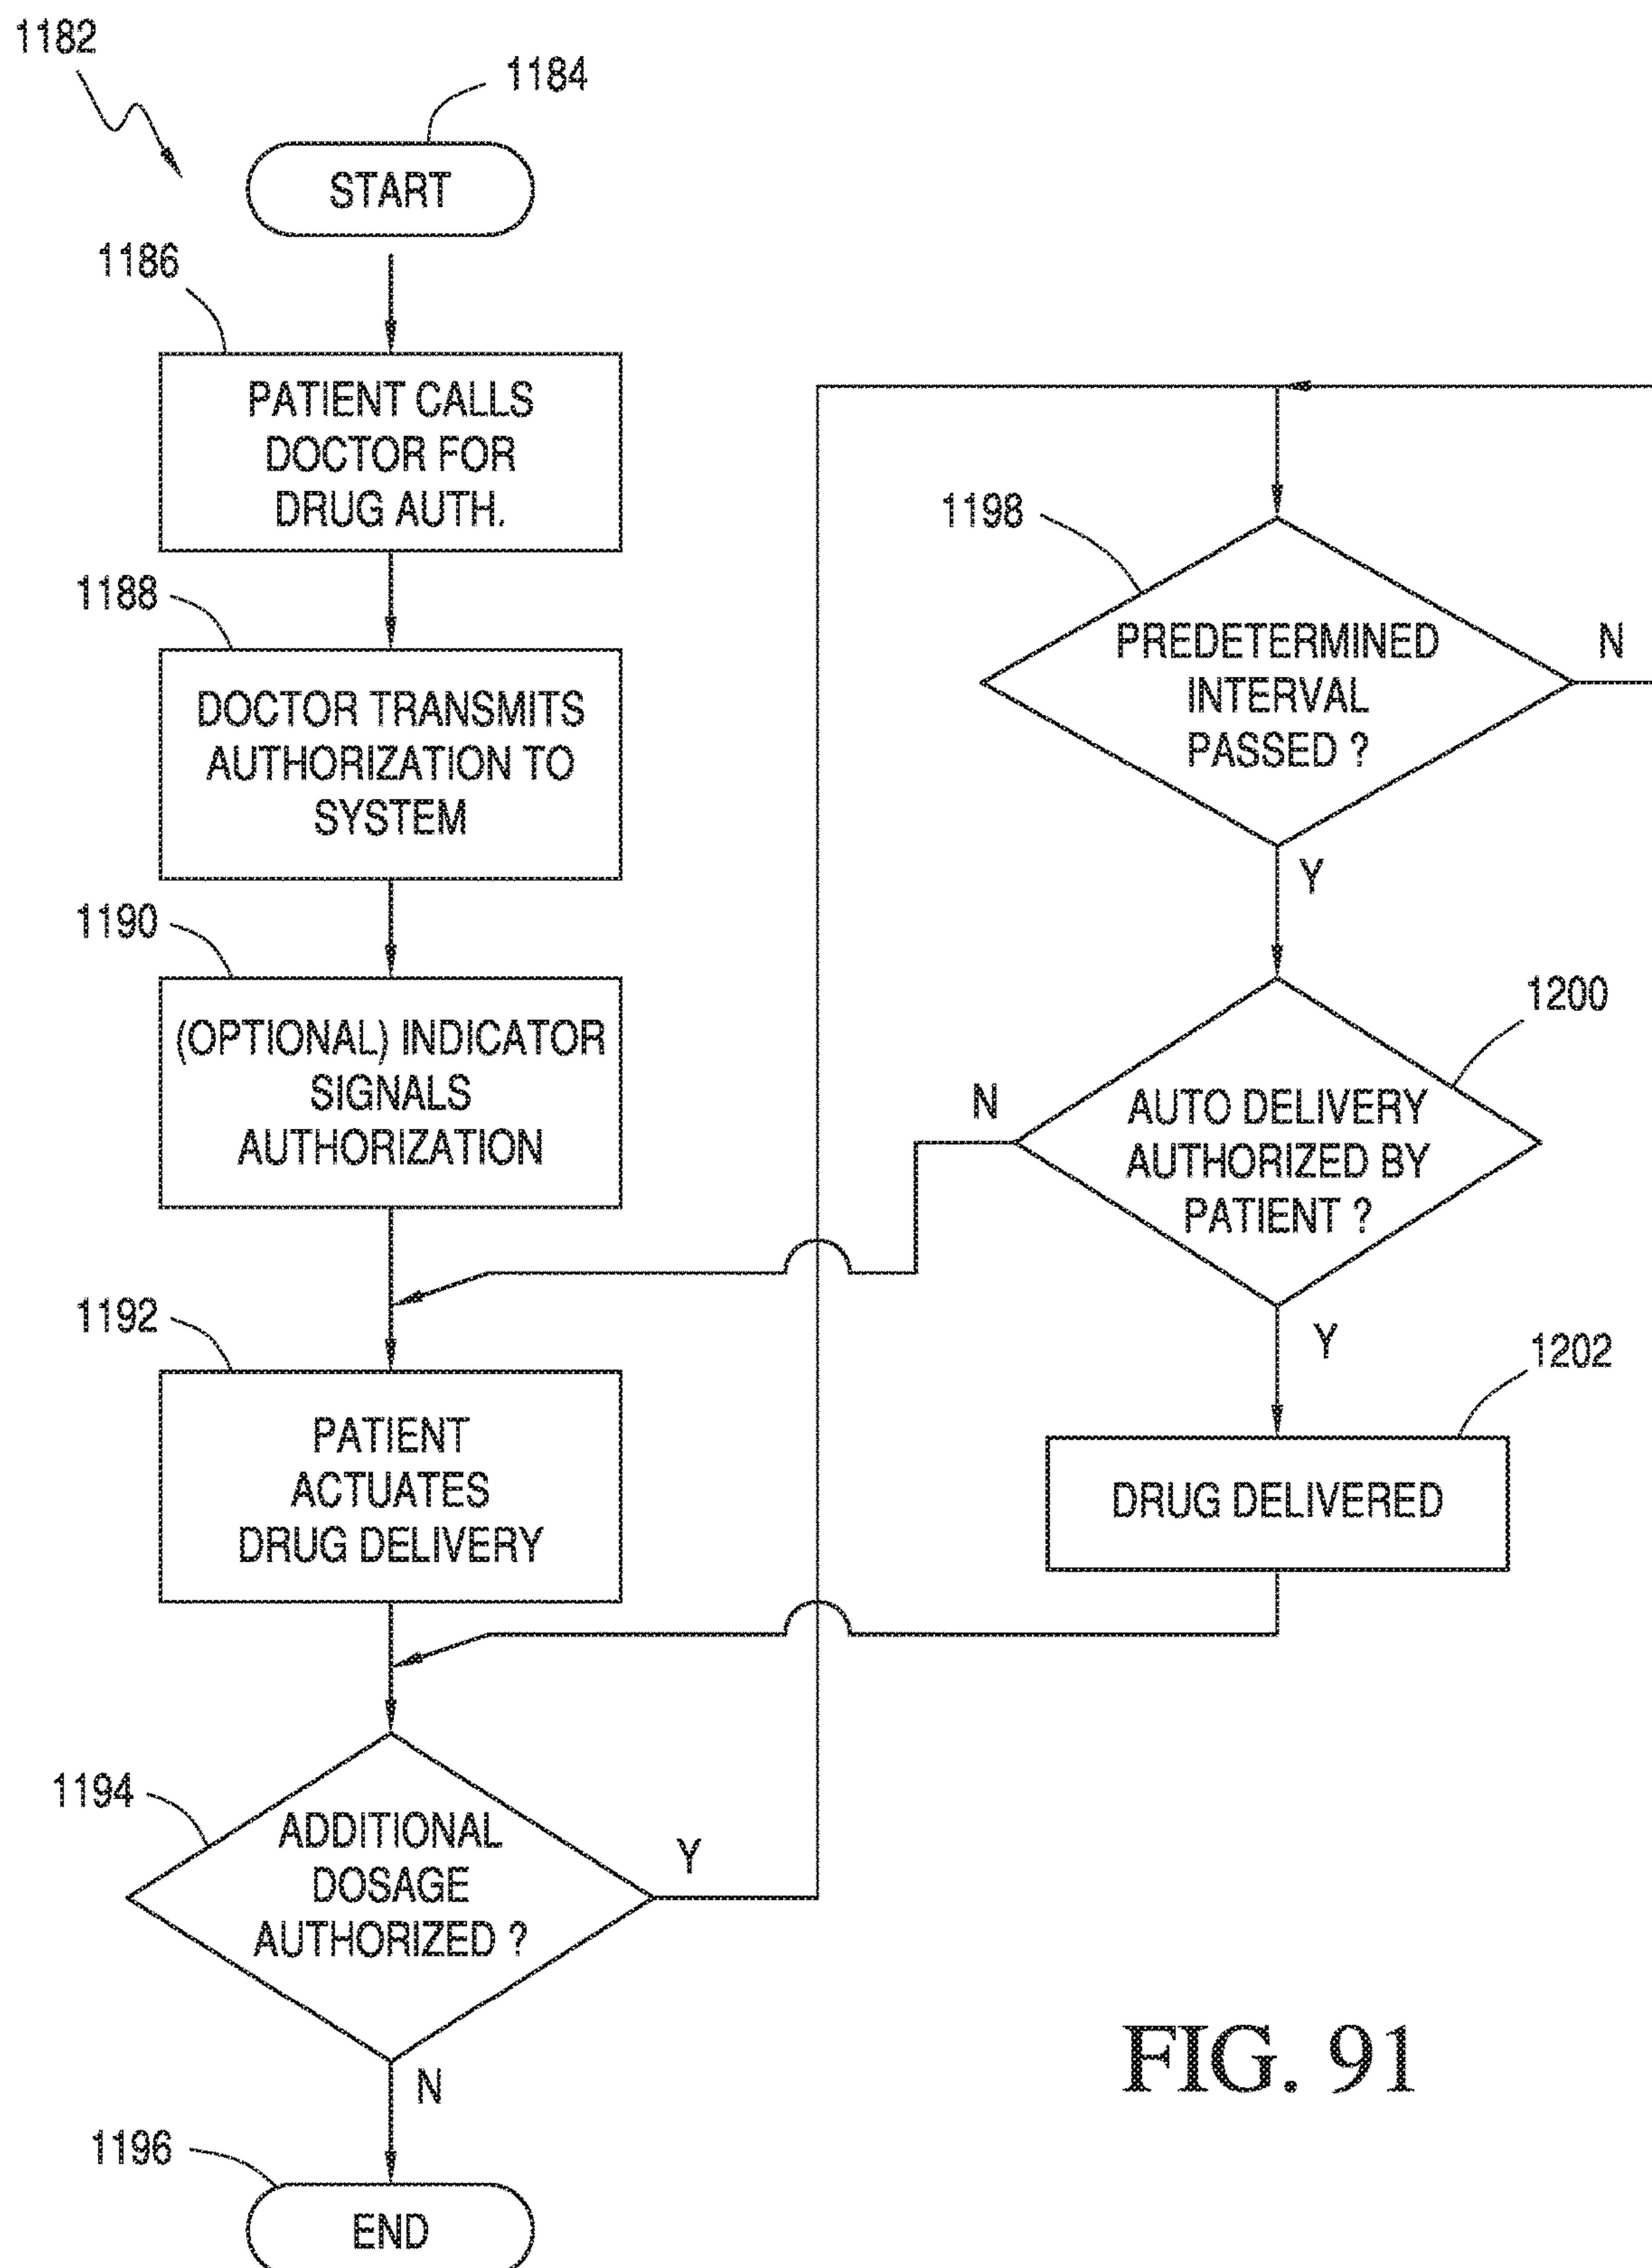 1182
1184
START
1186
PATIENT CALLS
DOCTOR FOR
DRUG AUTH.
1188
DOCTOR TRANSMITS
AUTHORIZATION TO
SYSTEM
1190
(OPTIONAL) INDICATOR
SIGNALS
AUTHORIZATION
1192
PATIENT
ACTUATES
DRUG DELIVERY
1194
ADDITIONAL
DOSAGE
AUTHORIZED ?
Y
N
1196
END
1198
PREDETERMINED
INTERVAL
PASSED ?
N
Y
1200
AUTO DELIVERY
AUTHORIZED BY
PATIENT ?
N
Y
1202
DRUG DELIVERED
FIG. 91